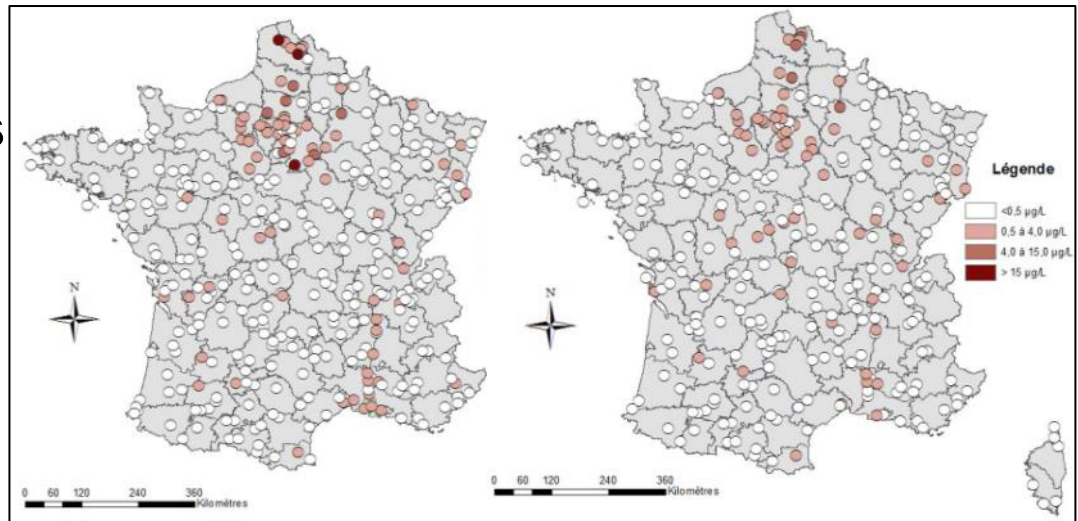 S
Légende
<0,5 µg/L
0,5 à 4,0 µg/L
4,0 à 15,0 µg/L
> 15 µg/L
N
N
0 60 120 240 360
Kilomètres
0 60 120 240 360
Kilomètres